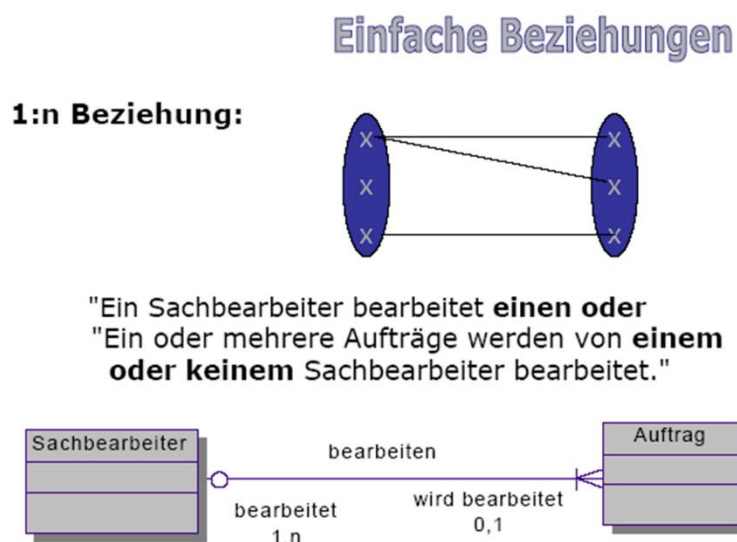 Einfache Beziehungen
1:n Beziehung:
x x
x x
x x
"Ein Sachbearbeiter bearbeitet einen oder
"Ein oder mehrere Aufträge werden von einem
oder keinem Sachbearbeiter bearbeitet."
Sachbearbeiter
bearbeiten
Auftrag
bearbeitet
1,n
wird bearbeitet
0,1